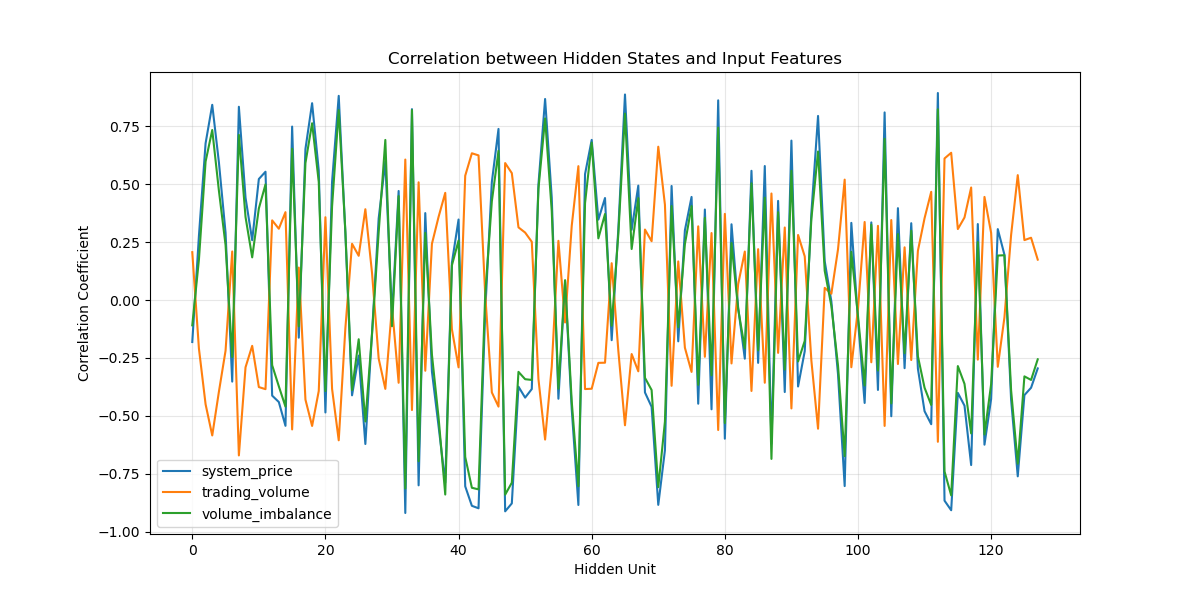 Correlation between Hidden States and Input Features
Correlation Coefficient
0.75
0.50
0.25
0.00
−0.25
−0.50
−0.75
−1.00
system_price
trading_volume
volume_imbalance
0 20 40 60 80 100 120
Hidden Unit